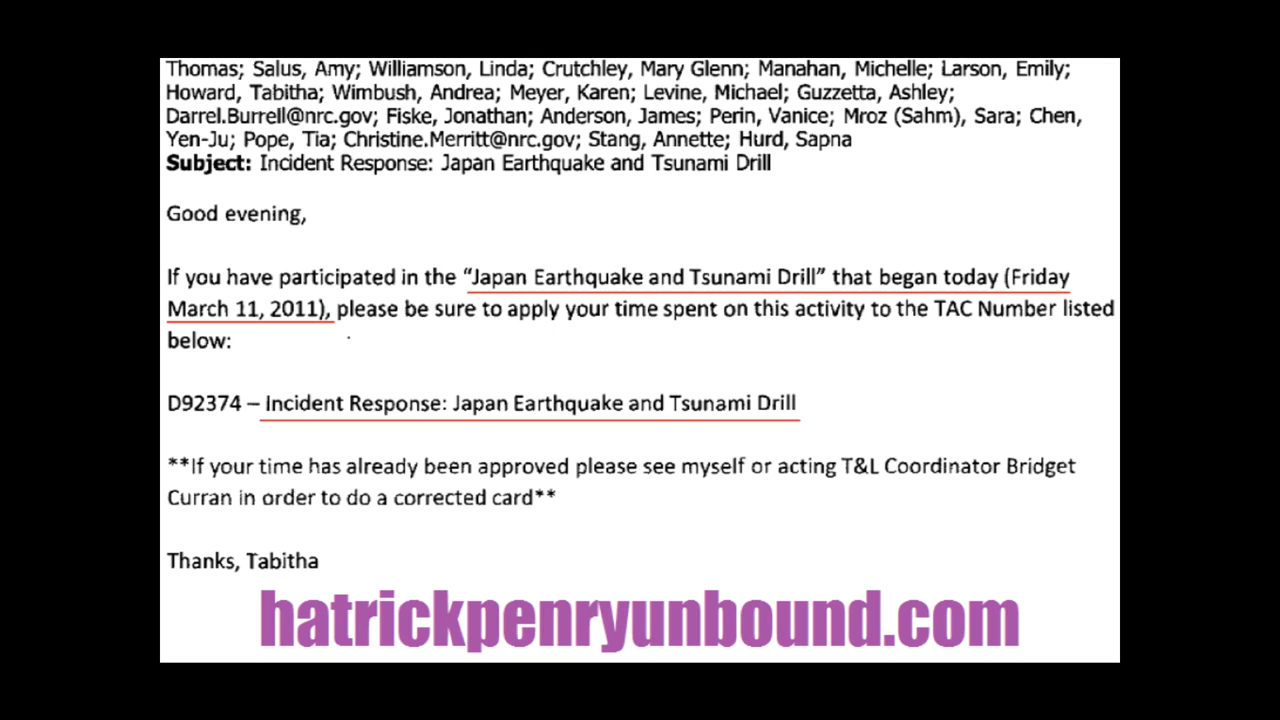 Thomas; Salus, Amy; Williamson, Linda; Crutchley, Mary Glenn; Manahan, Michelle; Larson, Emily;
Howard, Tabitha; Wimbush, Andrea; Meyer, Karen; Levine, Michael; Guzzetta, Ashley;
Darrel.Burrell@nrc.gov; Fiske, Jonathan; Anderson, James; Perin, Vanice; Mroz (Sahm), Sara; Chen,
Yen-Ju; Pope, Tia; Christine.Merritt@nrc.gov; Stang, Annette; Hurd, Sapna
Subject: Incident Response: Japan Earthquake and Tsunami Drill
Good evening,
If you have participated in the “Japan Earthquake and Tsunami Drill” that began today (Friday
March 11, 2011), please be sure to apply your time spent on this activity to the TAC Number listed
below:
D92374 – Incident Response: Japan Earthquake and Tsunami Drill
**If your time has already been approved please see myself or acting T&L Coordinator Bridget
Curran in order to do a corrected card**
Thanks, Tabitha
hatrickpenryunbound.com